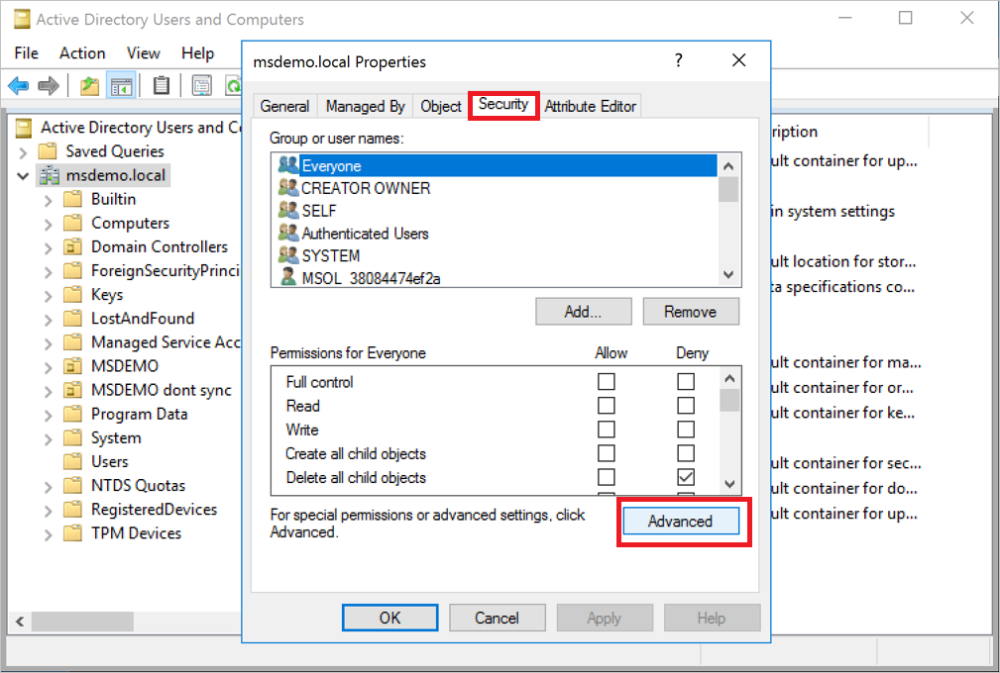 Active Directory Users and Computers
File Action View Help
Active Directory Users and Co
Saved Queries
msdemo.local
Builtin
Computers
Domain Controllers
ForeignSecurityPrinci
Keys
LostAndFound
Managed Service Acc
MSDEMO
MSDEMO dont sync
Program Data
System
Users
NTDS Quotas
RegisteredDevices
TPM Devices
msdemo.local Properties
?
General Managed By Object Security Attribute Editor
Group or user names:
Everyone
CREATOR OWNER
SELF
Authenticated Users
SYSTEM
MSOL_38084474ef2a
Add... Remove
Permissions for Everyone Allow Deny
Full control
Read
Write
Create all child objects
Delete all child objects
For special permissions or advanced settings, click
Advanced.
Advanced
OK Cancel Apply Help
ription
ult container for up...
in system settings
ult location for stor...
ta specifications co...
ult container for ma...
ult container for or...
ult container for ke...
ult container for sec...
ult container for do...
ult container for up...